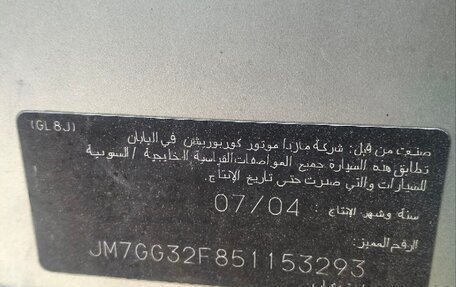 (GL8J)
صنعت من قبل: شركة مازدا موتور كوربوريشن في اليابان
تطابق هذه السيارة جميع المواصفات القياسية الخليجية / السورية
للسيارات والتي صدرت حتى تاريخ الإنتاج.
سنة وشهر الإنتاج : 07/04
الرقم المميز:
JM7GG32F851153293